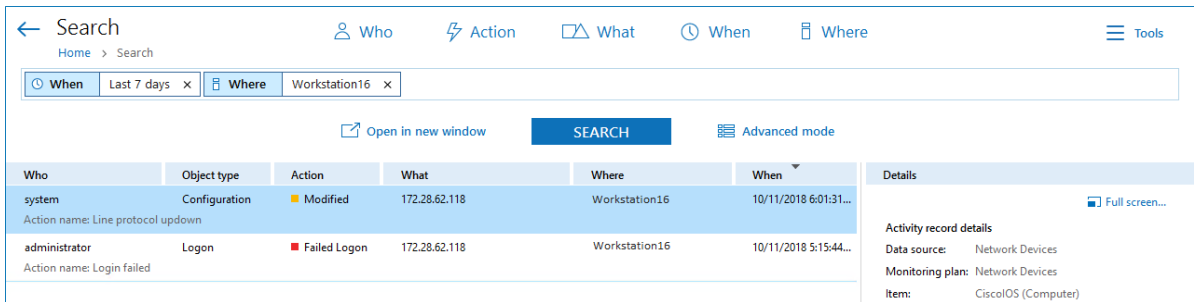 Search
Home > Search
Who Action What When Where
Tools
When Last 7 days × Where Workstation16 ×
Open in new window SEARCH Advanced mode
Who Object type Action What Where When Details
system Configuration Modified 172.28.62.118 Workstation16 10/11/2018 6:01:31...
Action name: Line protocol updown
administrator Logon Failed Logon 172.28.62.118 Workstation16 10/11/2018 5:15:44...
Action name: Login failed
Full screen...
Activity record details
Data source: Network Devices
Monitoring plan: Network Devices
Item: CiscoIOS (Computer)